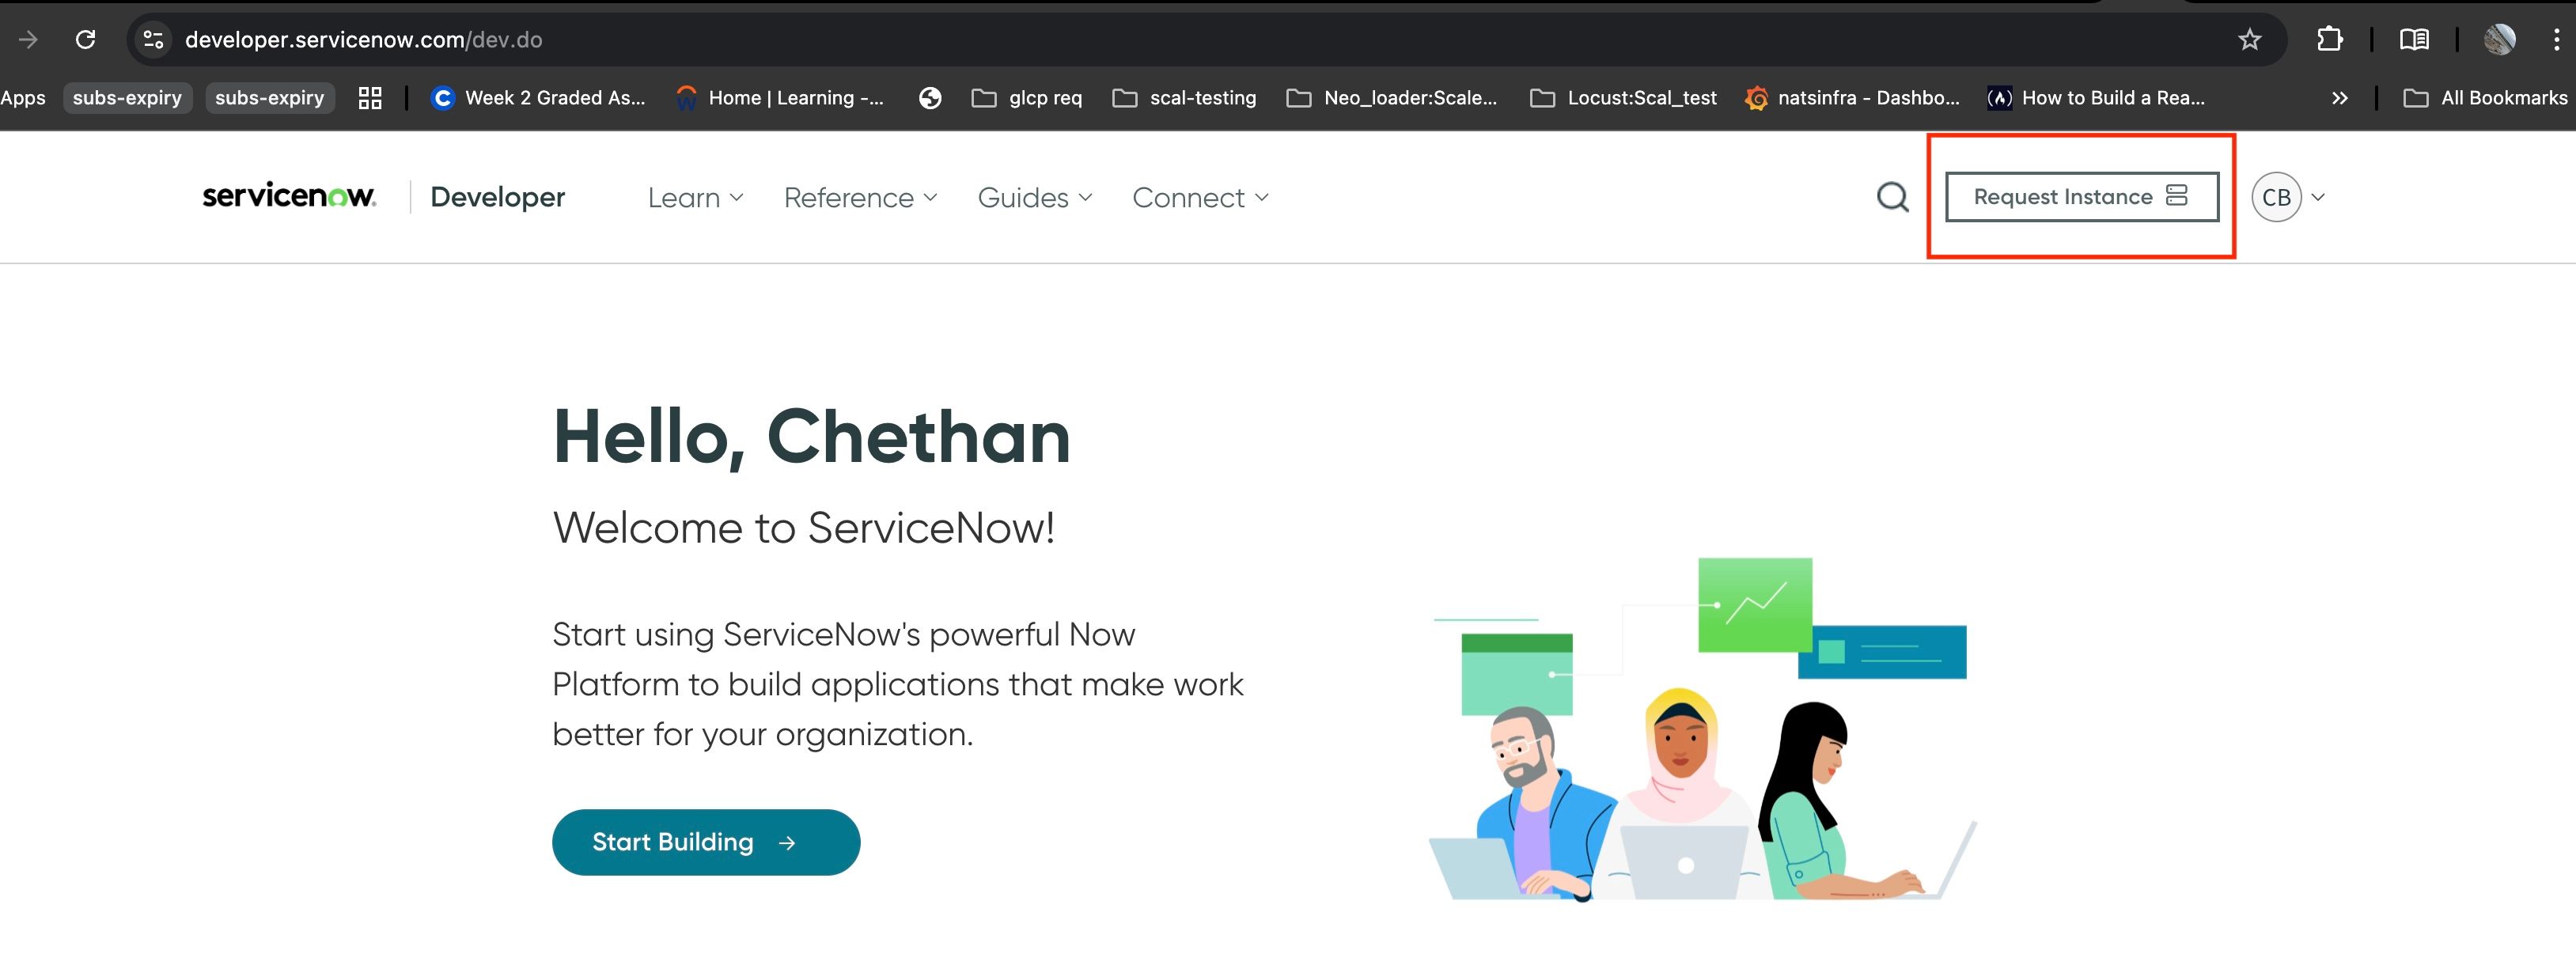 developer.servicenow.com/dev.do
Apps subs-expiry subs-expiry Week 2 Graded As... Home | Learning -... glcp req scal-testing Neo_loader:Scale... Locust:Scal_test natsinfra - Dashbo... How to Build a Rea... All Bookmarks
servicenow. Developer Learn Reference Guides Connect Request Instance CB
Hello, Chethan
Welcome to ServiceNow!
Start using ServiceNow's powerful Now
Platform to build applications that make work
better for your organization.
Start Building →